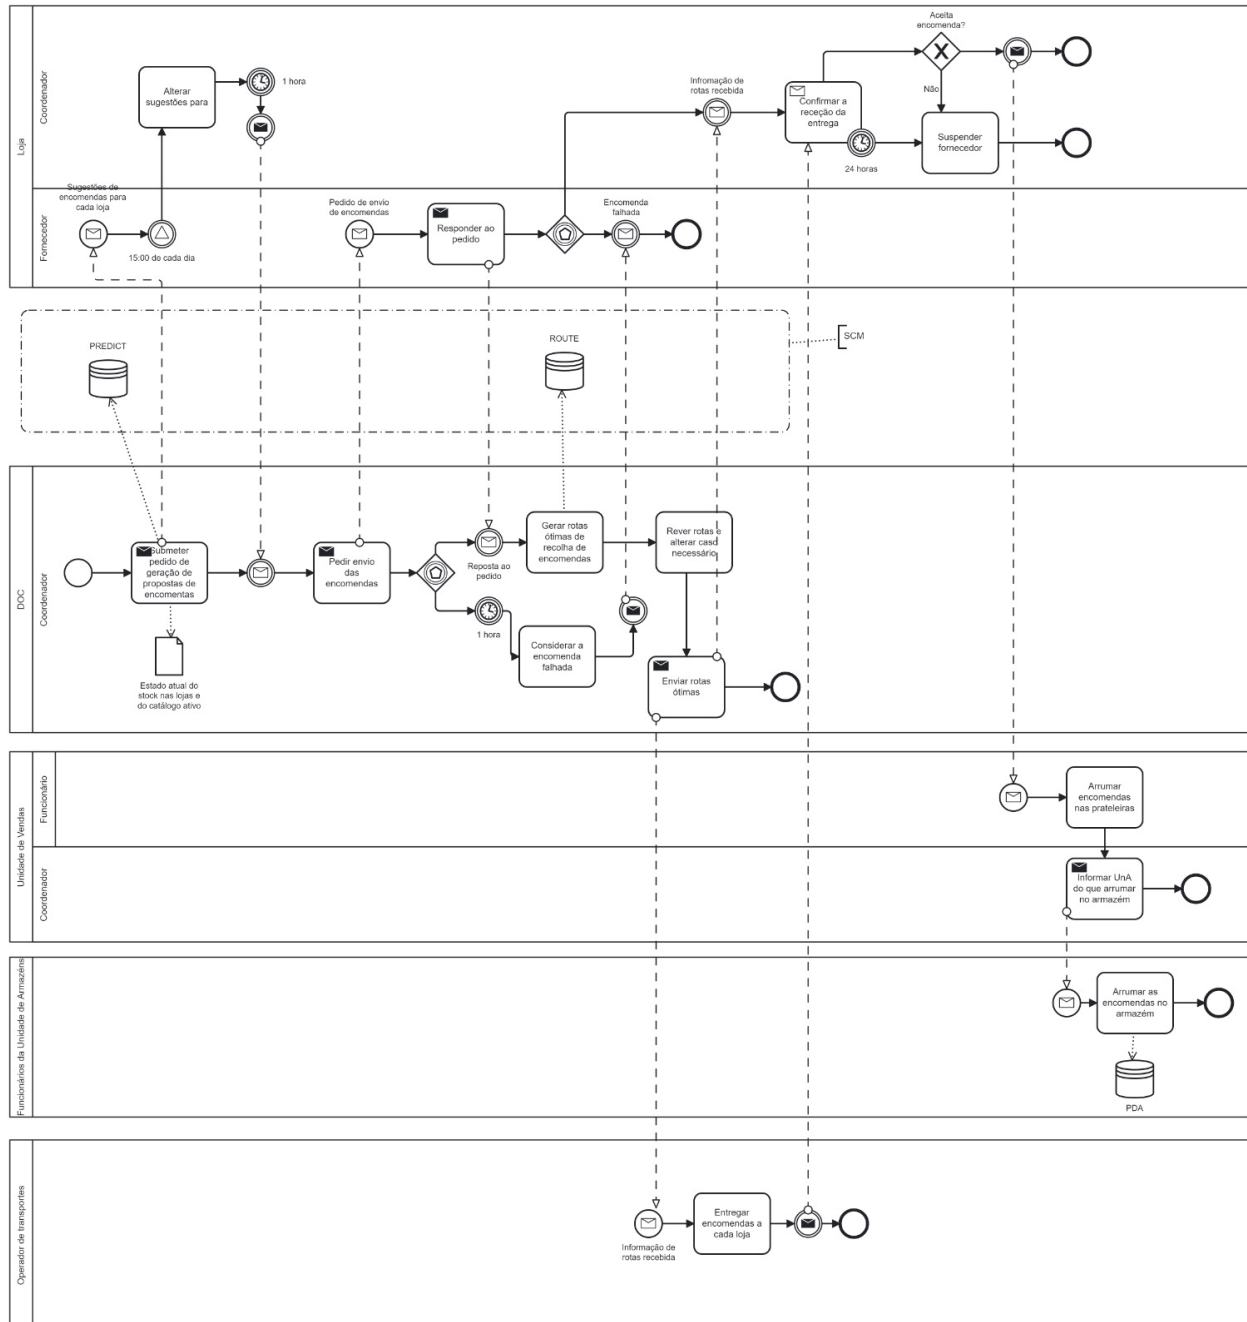 Loja
Coordenador
Aceita
encomenda?
Alterar
sugestões para
1 hora
Infromação de
rotas recebida
Confirmar a
receção da
entrega
Não
Suspender
fornecedor
24 horas
Fornecedor
Sugestões de
encomendas para
cada loja
15:00 de cada dia
Pedido de envio
de encomendas
Responder ao
pedido
Encomenda
falhada
PREDICT
ROUTE
SCM
DOC
Coordenador
Submeter
pedido de
geração de
propostas de
encomentas
Estado atual do
stock nas lojas e
do catálogo ativo
Pedir envio
das
encomendas
Reposta ao
pedido
1 hora
Gerar rotas
ótimas de
recolha de
encomendas
Considerar a
encomenda
falhada
Rever rotas e
alterar caso
necessário
Enviar rotas
ótimas
Unidade de Vendas
Funcionário
Arrumar
encomendas
nas prateleiras
Coordenador
Informar UnA
do que arrumar
no armazém
Funcionários da Unidade de Armazéns
Arrumar as
encomendas no
armazém
PDA
Operador de transportes
Informação de
rotas recebida
Entregar
encomendas a
cada loja